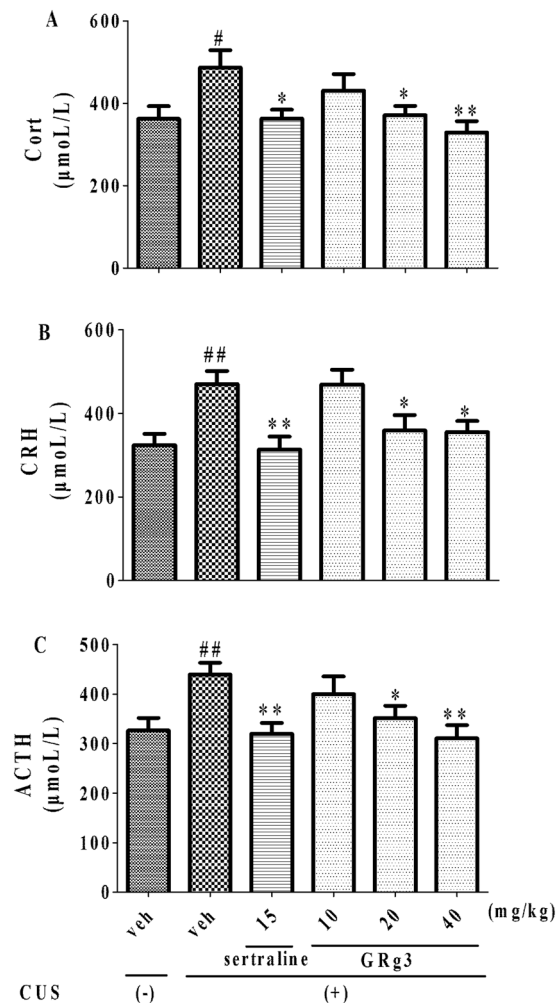 A
600
400
200
0
Cort
(μmoL/L)
#
*
*
**
B
600
400
200
0
CRH
(μmoL/L)
##
**
*
*
C
500
400
300
200
100
0
ACTH
(μmoL/L)
##
**
*
**
veh veh 15 10 20 40 (mg/kg)
sertraline GRg3
CUS (-) (+)